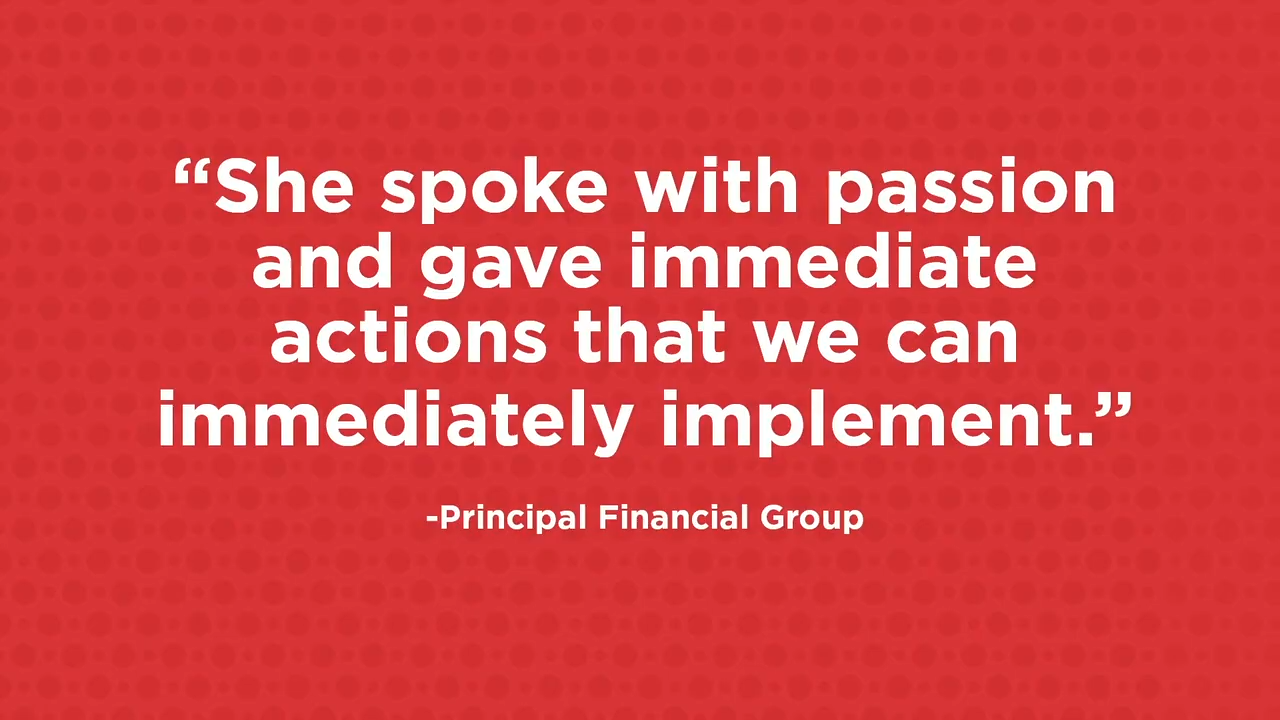 “She spoke with passion
and gave immediate
actions that we can
immediately implement.”
-Principal Financial Group